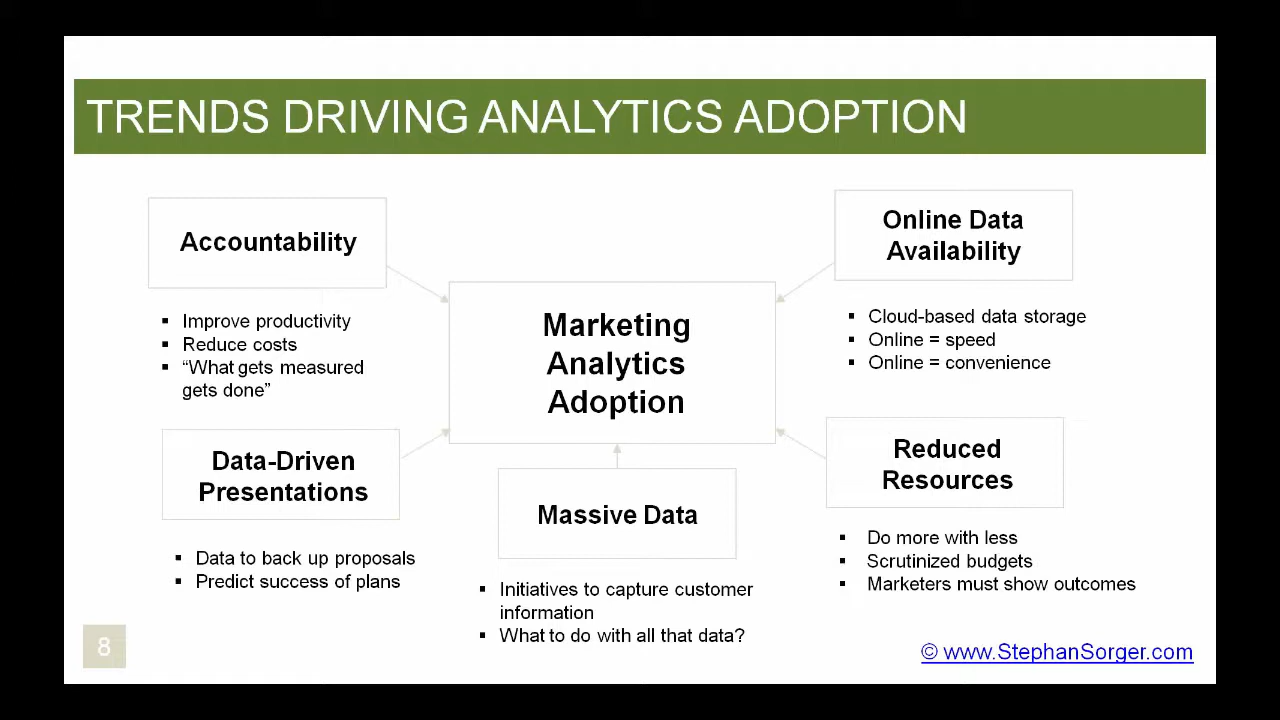 TRENDS DRIVING ANALYTICS ADOPTION
Accountability
▪ Improve productivity
▪ Reduce costs
▪ “What gets measured
gets done”
Data-Driven
Presentations
▪ Data to back up proposals
▪ Predict success of plans
Marketing
Analytics
Adoption
Massive Data
▪ Initiatives to capture customer
information
▪ What to do with all that data?
Online Data
Availability
▪ Cloud-based data storage
▪ Online = speed
▪ Online = convenience
Reduced
Resources
▪ Do more with less
▪ Scrutinized budgets
▪ Marketers must show outcomes
8
© www.StephanSorger.com